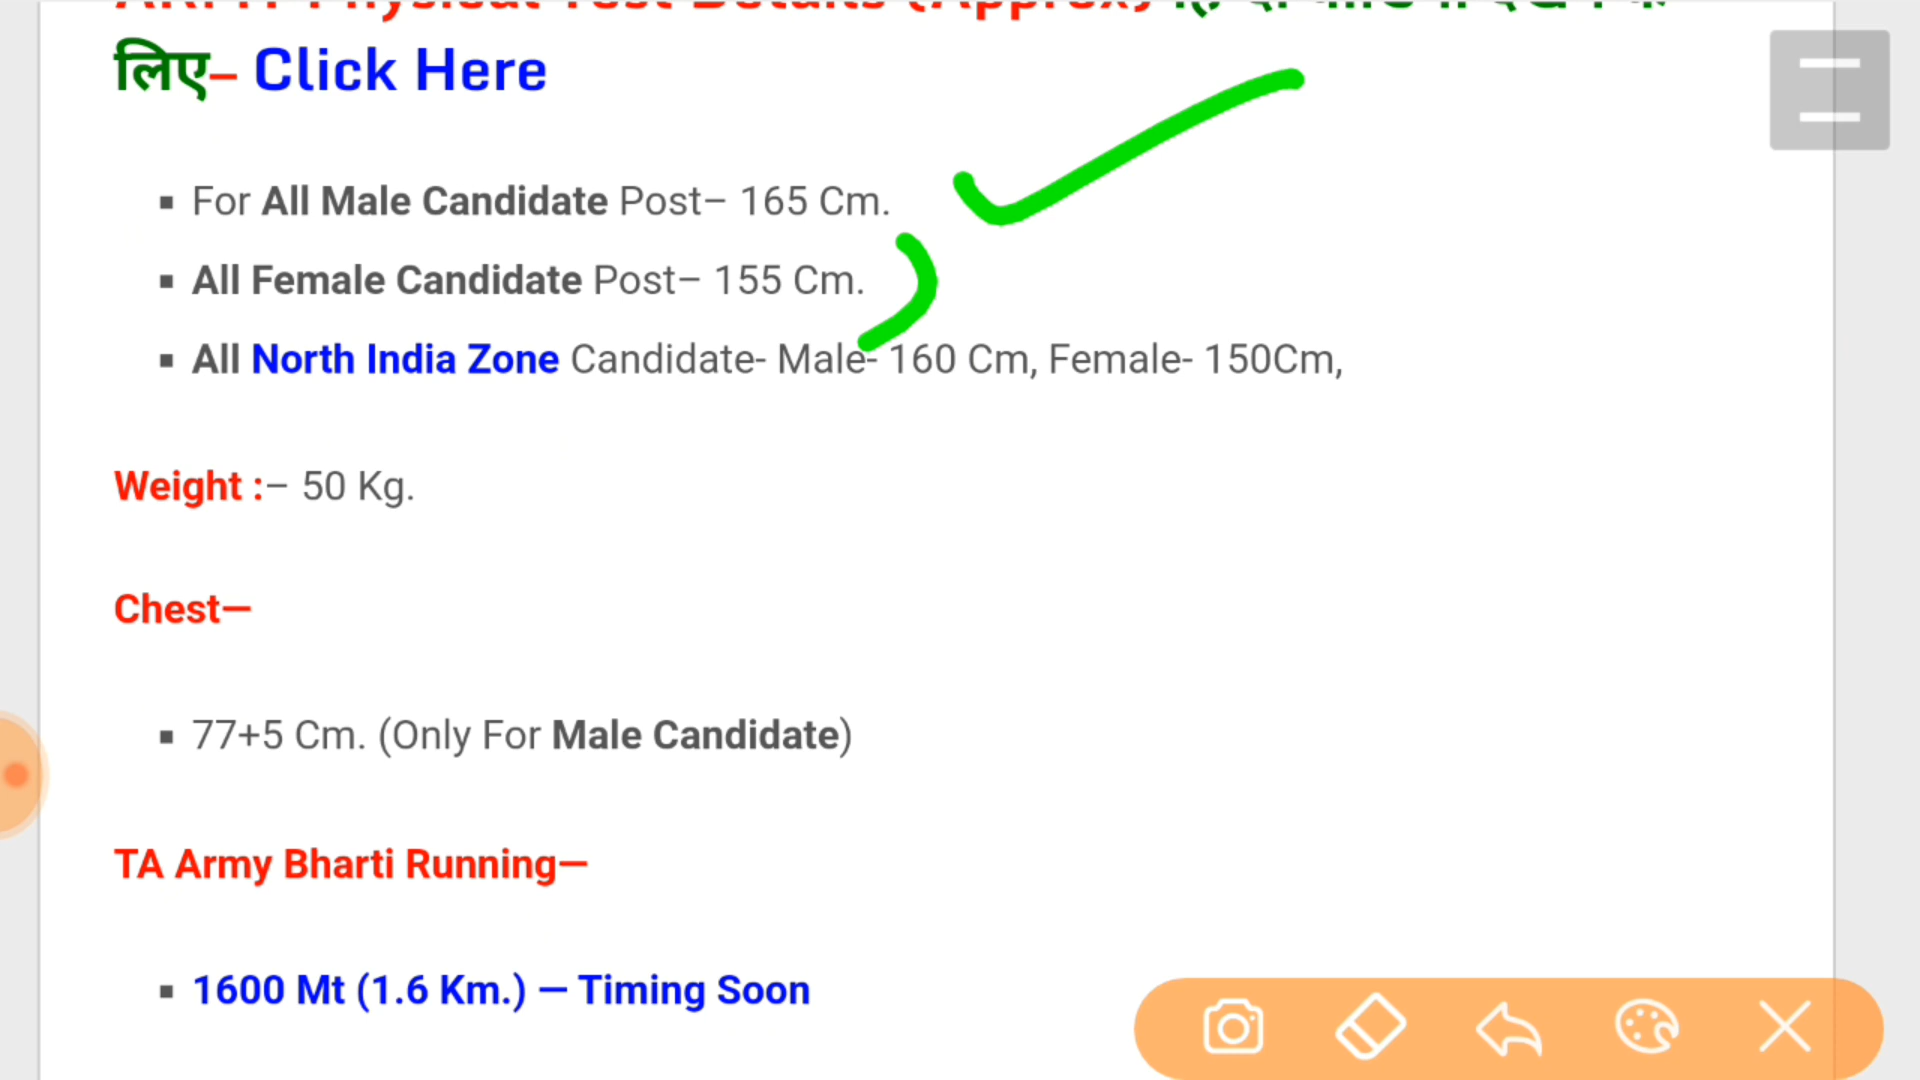 लिए– Click Here
▪ For All Male Candidate Post– 165 Cm.
▪ All Female Candidate Post– 155 Cm.
▪ All North India Zone Candidate- Male- 160 Cm, Female- 150Cm,
Weight :– 50 Kg.
Chest—
▪ 77+5 Cm. (Only For Male Candidate)
TA Army Bharti Running—
▪ 1600 Mt (1.6 Km.) — Timing Soon